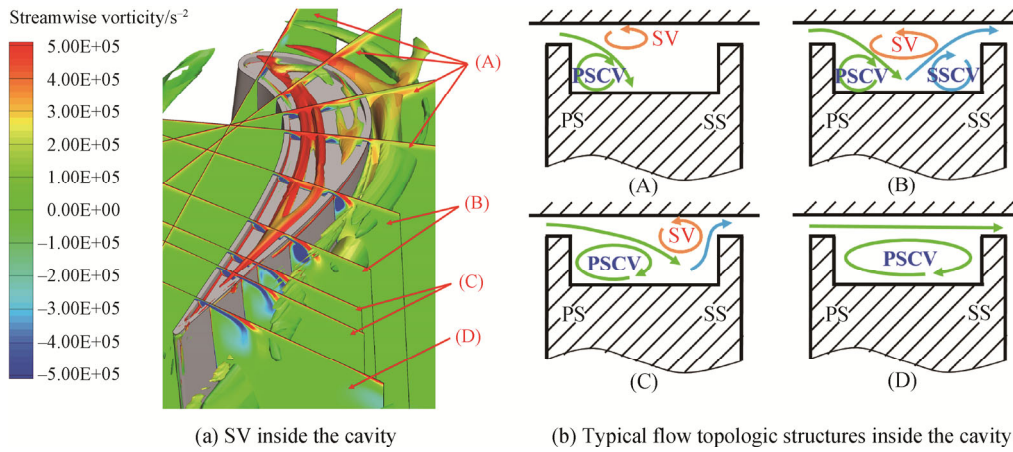 Streamwise vorticity/s⁻²
5.00E+05
4.00E+05
3.00E+05
2.00E+05
1.00E+05
0.00E+00
–1.00E+05
–2.00E+05
–3.00E+05
–4.00E+05
–5.00E+05
(A)
(B)
(C)
(D)
(a) SV inside the cavity
SV
PSCV
PS
SS
(A)
SV
PSCV
SSCV
PS
SS
(B)
SV
PSCV
PS
SS
(C)
PSCV
PS
SS
(D)
(b) Typical flow topologic structures inside the cavity